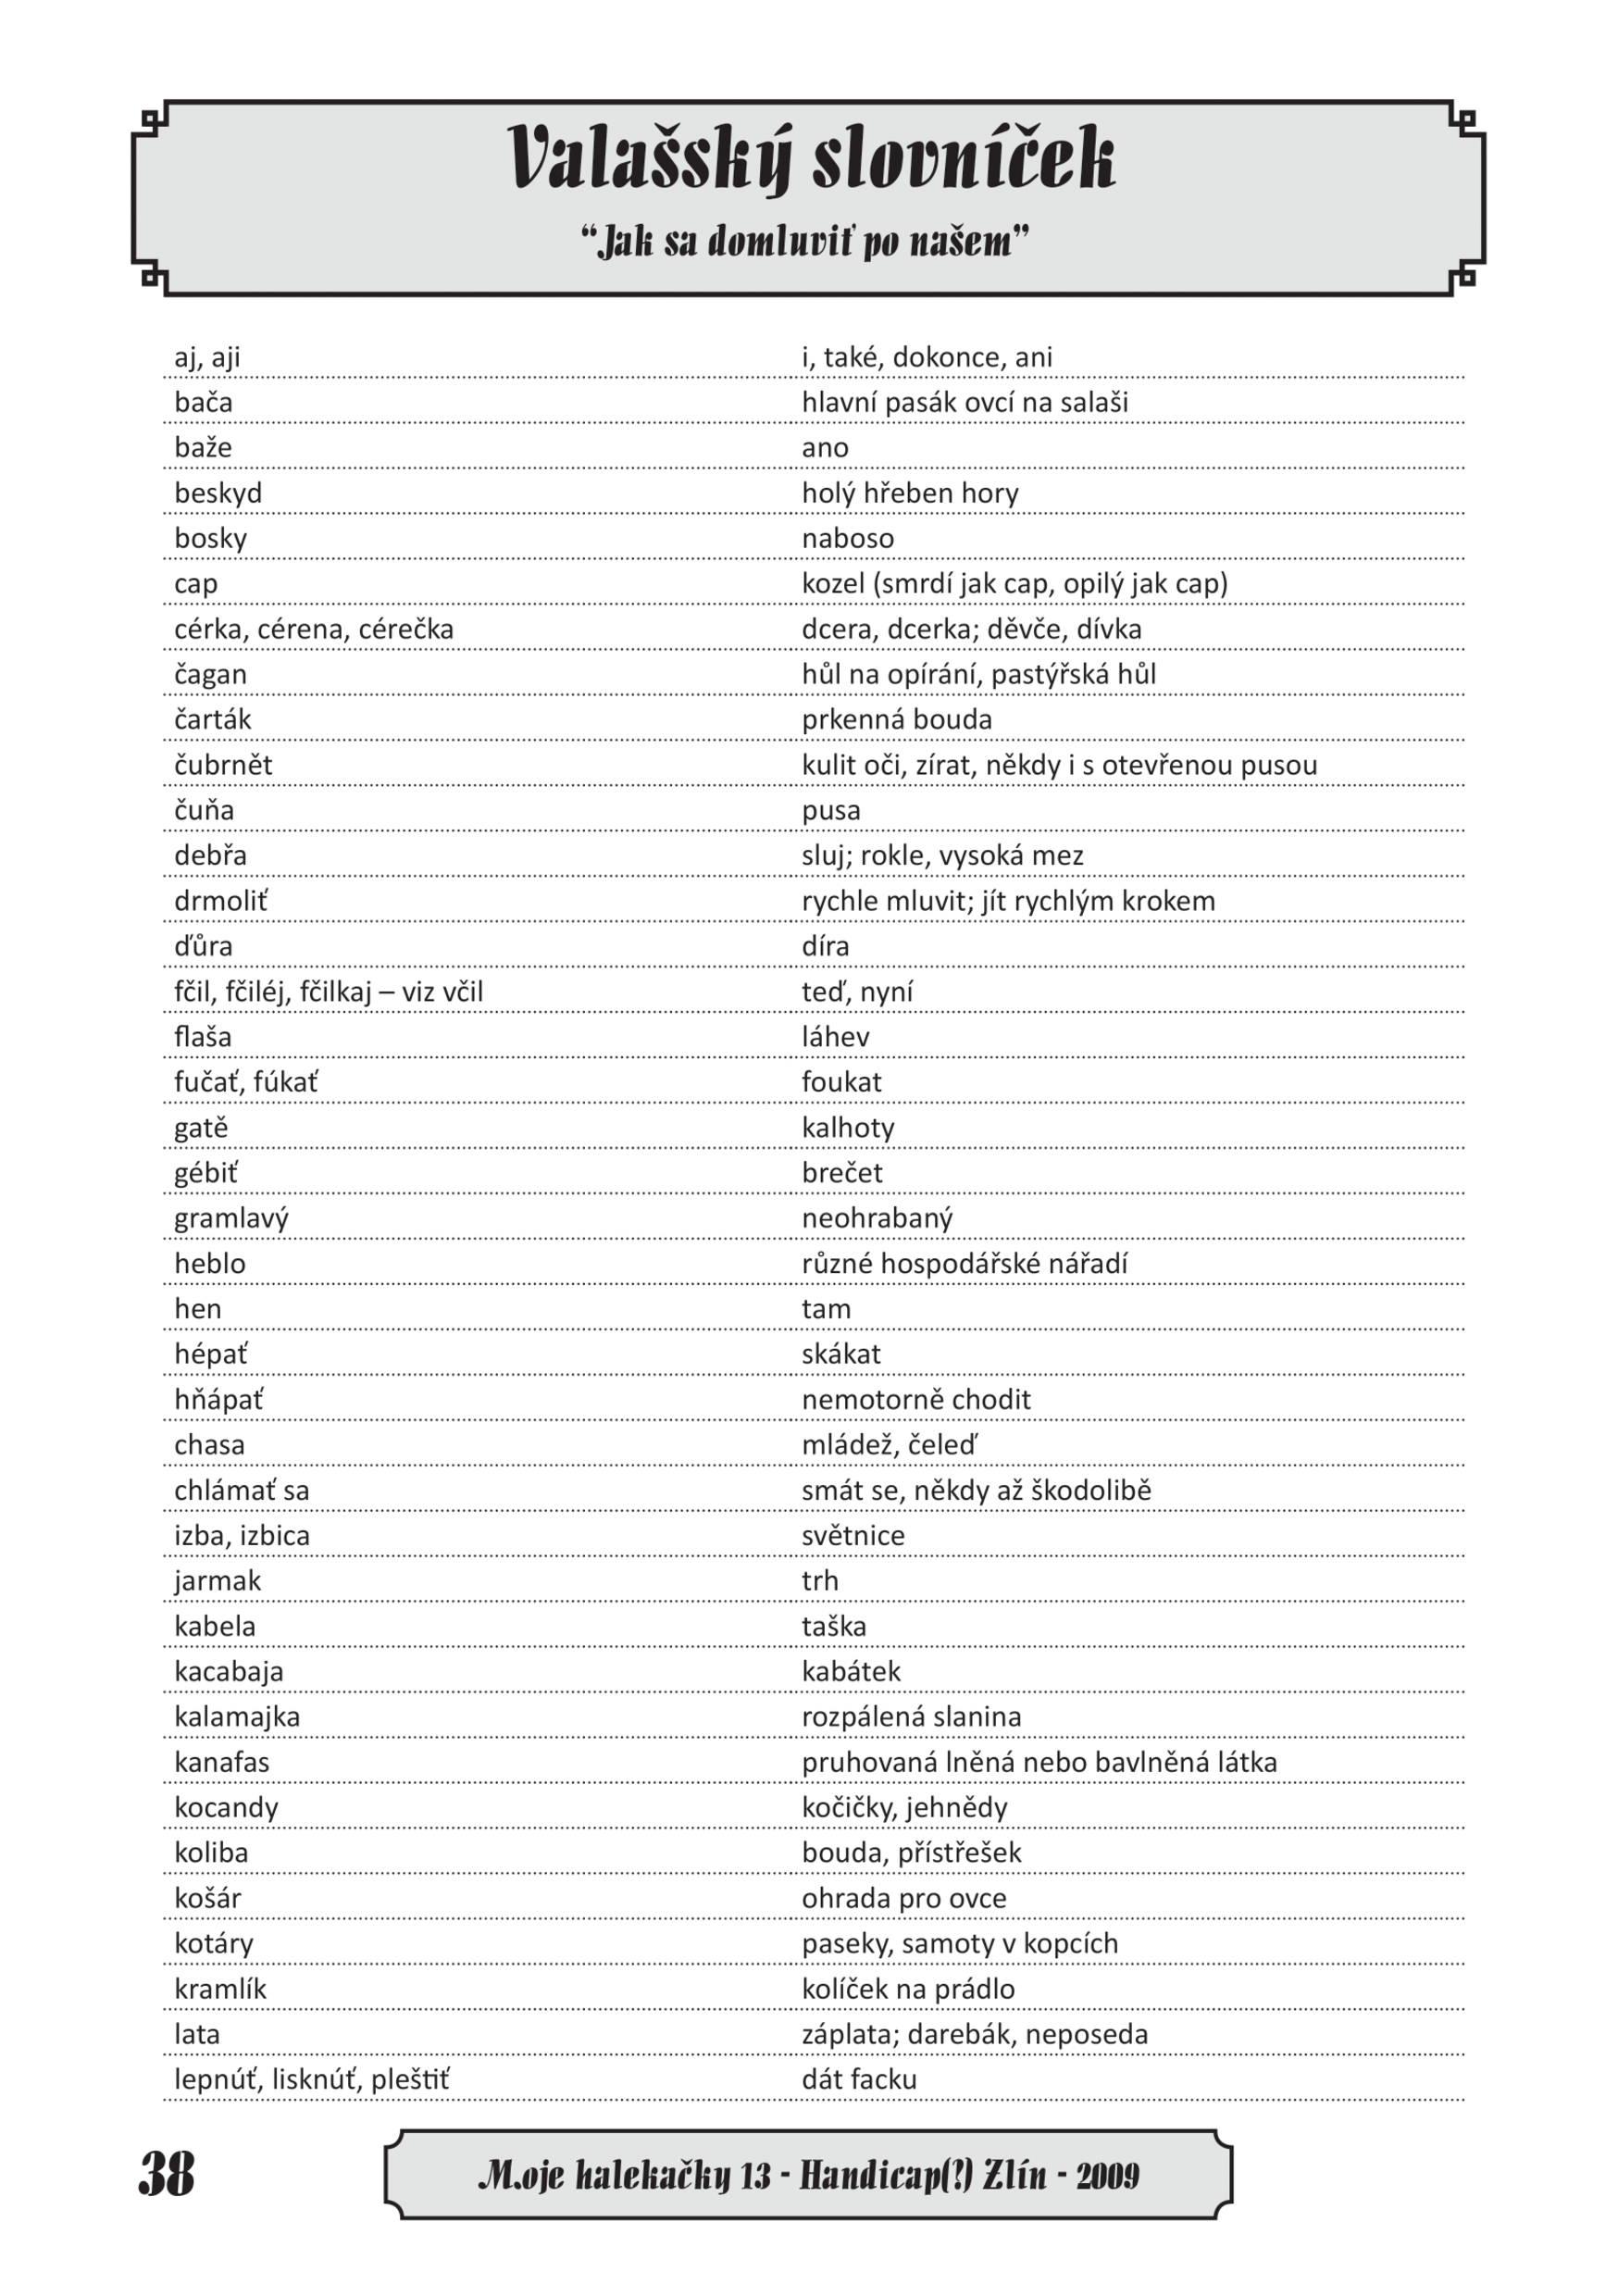 Valašský slovníček
“Jak sa domluviť po našem”
aj, aji i, také, dokonce, ani
bača hlavní pasák ovcí na salaši
baže ano
beskyd holý hřeben hory
bosky naboso
cap kozel (smrdí jak cap, opilý jak cap)
cérka, cérena, cérečka dcera, dcerka; děvče, dívka
čagan hůl na opírání, pastýřská hůl
čarták prkenná bouda
čubrnět kulit oči, zírat, někdy i s otevřenou pusou
čuňa pusa
debřa sluj; rokle, vysoká mez
drmoliť rychle mluvit; jít rychlým krokem
ďůra díra
fčil, fčiléj, fčilkaj – viz včil teď, nyní
flaša láhev
fučať, fúkať foukat
gatě kalhoty
gébiť brečet
gramlavý neohrabaný
heblo různé hospodářské nářadí
hen tam
hépať skákat
hňápať nemotorně chodit
chasa mládež, čeleď
chlámať sa smát se, někdy až škodolibě
izba, izbica světnice
jarmak trh
kabela taška
kacabaja kabátek
kalamajka rozpálená slanina
kanafas pruhovaná lněná nebo bavlněná látka
kocandy kočičky, jehnědy
koliba bouda, přístřešek
košár ohrada pro ovce
kotáry paseky, samoty v kopcích
kramlík kolíček na prádlo
lata záplata; darebák, neposeda
lepnúť, lisknúť, pleštiť dát facku
38 M.oje halekačky 13 - Handicap(?) Zlín - 2009